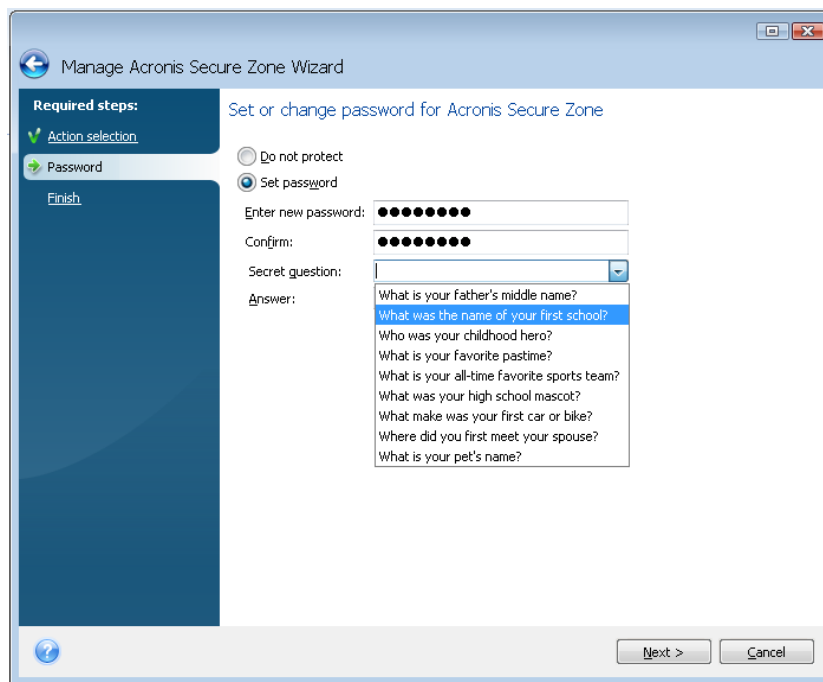 Manage Acronis Secure Zone Wizard
Required steps:
Action selection
Password
Finish
Set or change password for Acronis Secure Zone
Do not protect
Set password
Enter new password: ●●●●●●●●
Confirm: ●●●●●●●●
Secret question:
Answer:
What is your father's middle name?
What was the name of your first school?
Who was your childhood hero?
What is your favorite pastime?
What is your all-time favorite sports team?
What was your high school mascot?
What make was your first car or bike?
Where did you first meet your spouse?
What is your pet's name?
?
Next >
Cancel